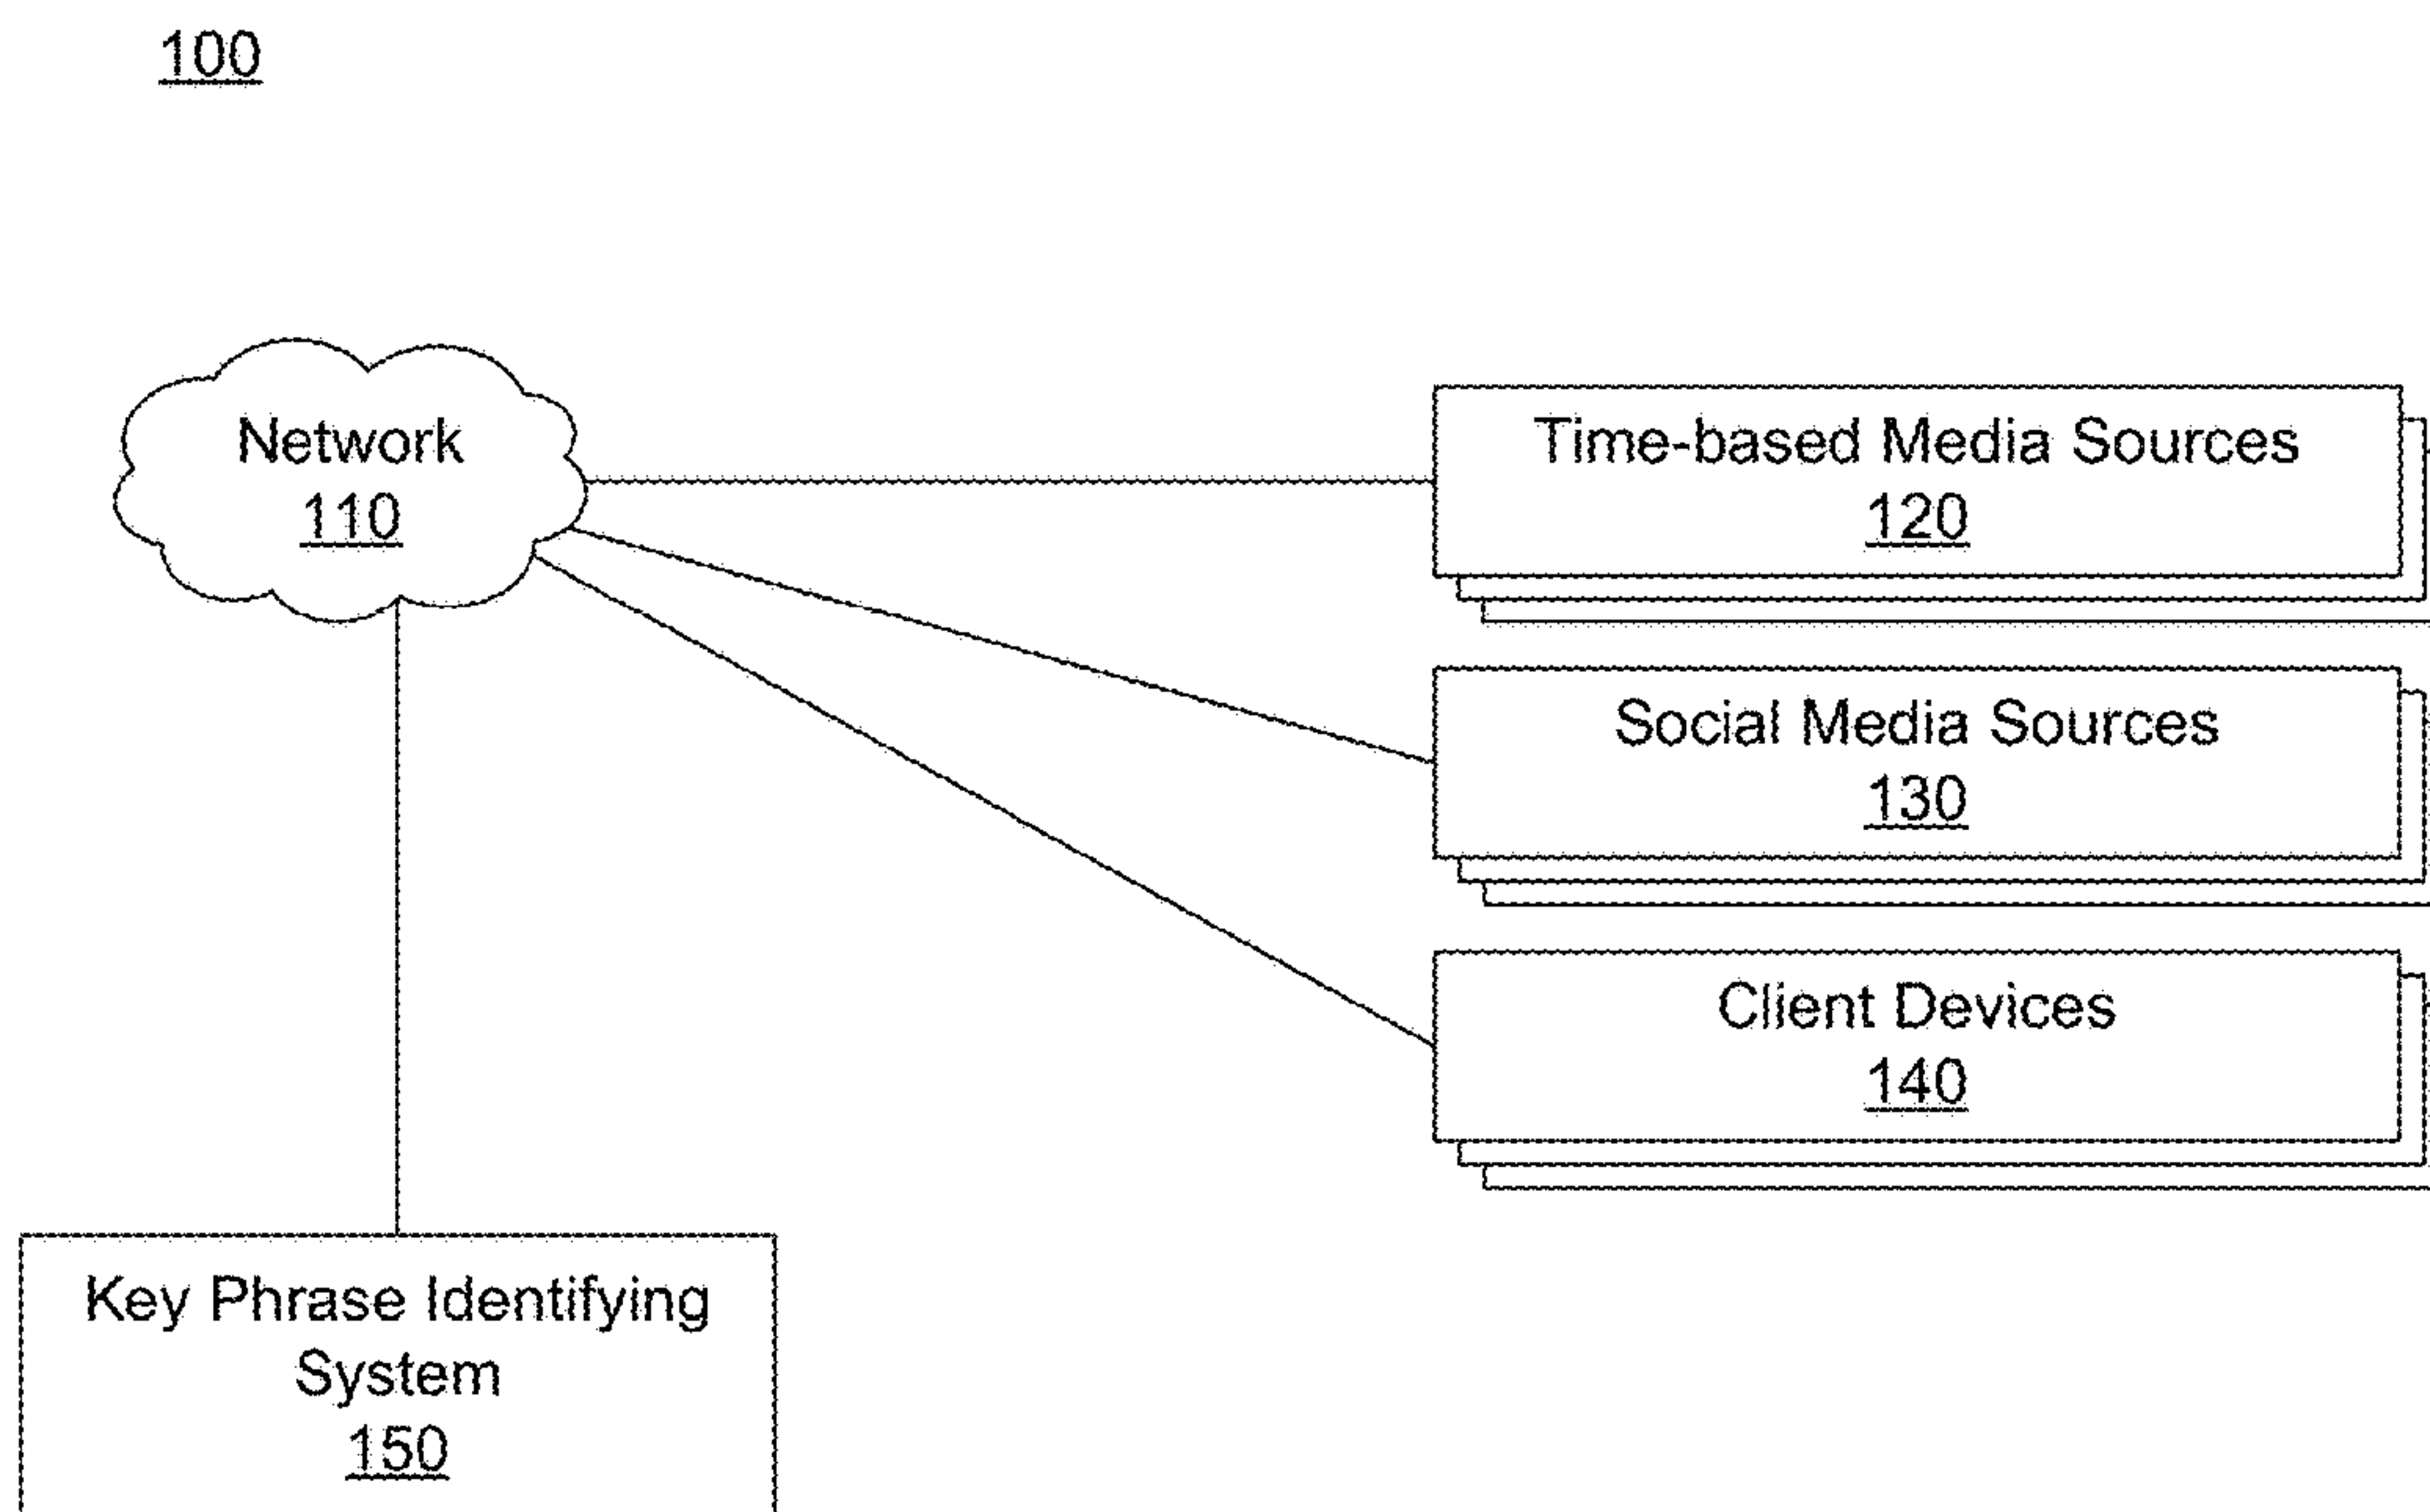 100
Network
110
Time-based Media Sources
120
Social Media Sources
130
Client Devices
140
Key Phrase Identifying
System
150